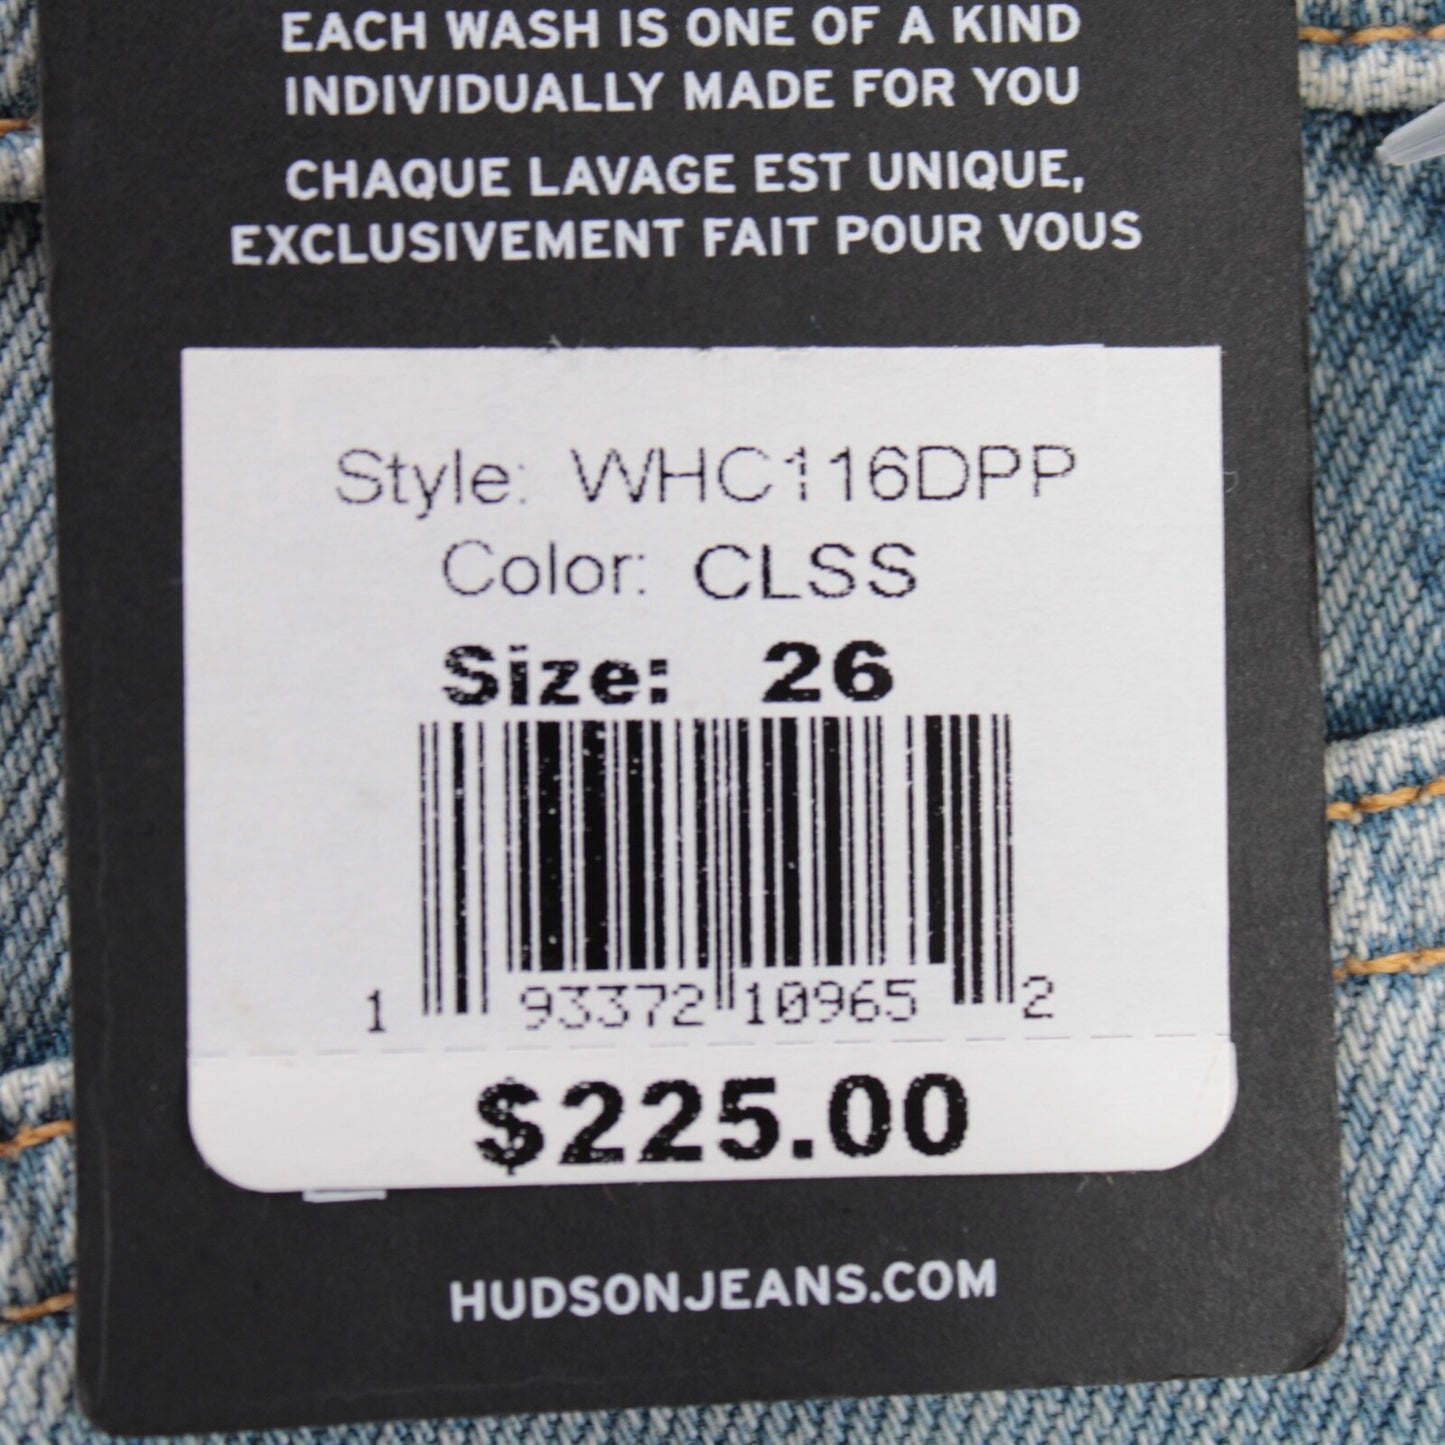 EACH WASH IS ONE OF A KIND
INDIVIDUALLY MADE FOR YOU
CHAQUE LAVAGE EST UNIQUE,
EXCLUSIVEMENT FAIT POUR VOUS
Style: WHC116DPP
Color: CLSS
Size: 26
1 93372 10965 2
$225.00
HUDSONJEANS.COM